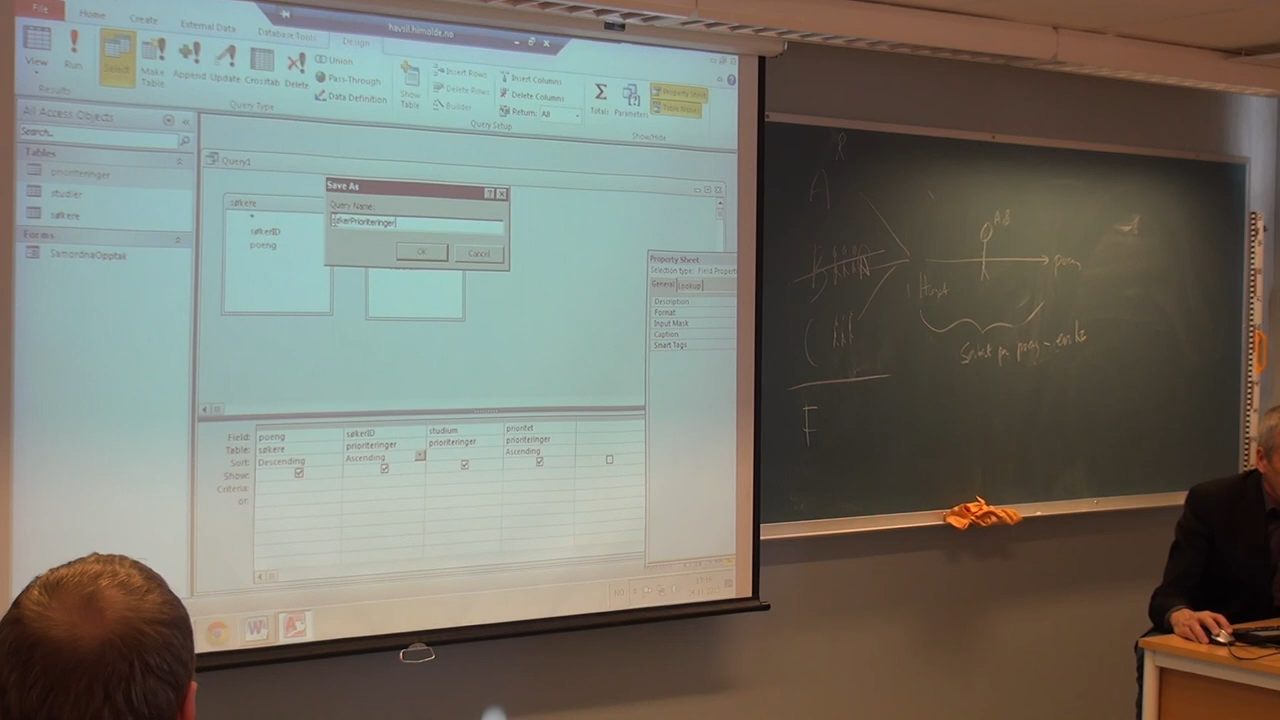 havsil.himolde.no
File Home Create External Data Database Tools Design
View Run Select Make Table Append Update Crosstab Delete
Union
Pass-Through
Data Definition
Show Table
Insert Rows
Delete Rows
Builder
Insert Columns
Delete Columns
Return: All
Totals Parameters
Property Sheet
Table Names
Results Query Type Query Setup Show/Hide
All Access Objects
Search...
Tables
prioriteringer
studier
søkere
Forms
SamordnaOpptak
Query1
søkere
*
søkerID
poeng
Save As
Query Name:
søkerPrioriteringer
OK Cancel
Property Sheet
Selection type: Field Propert
General Lookup
Description
Format
Input Mask
Caption
Smart Tags
Field: poeng søkerID studium prioritet
Table: søkere prioriteringer prioriteringer prioriteringer
Sort: Descending Ascending Ascending
Show:
Criteria:
or:
NO
R
A
A,B
poeng
F